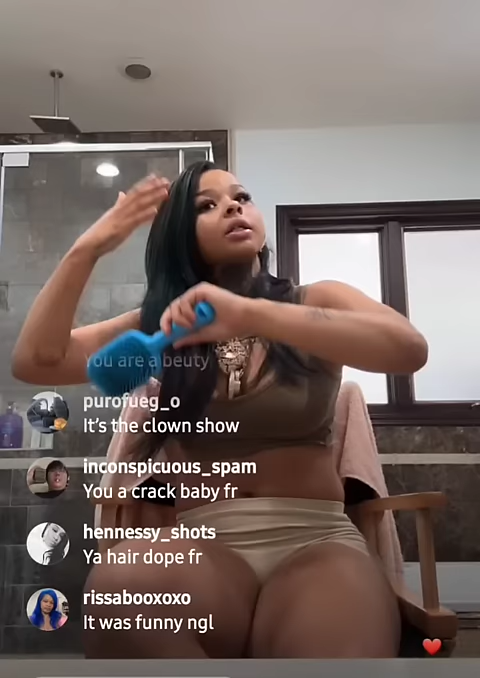 You are a beuty
purofueg_o
It's the clown show
inconspicuous_spam
You a crack baby fr
hennessy_shots
Ya hair dope fr
rissabooxoxo
It was funny ngl